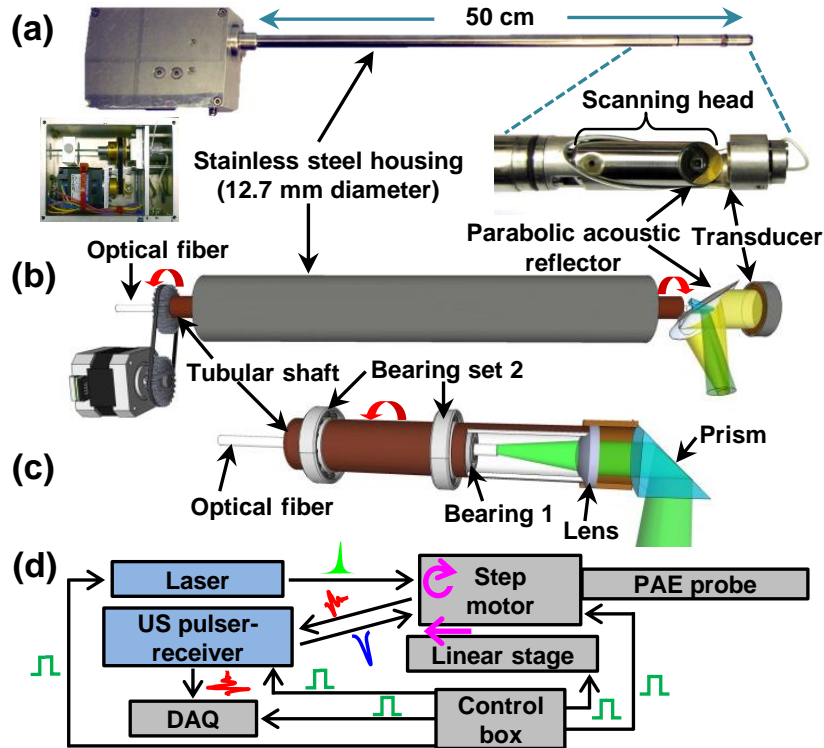 (a)
50 cm
Scanning head
Stainless steel housing
(12.7 mm diameter)
Parabolic acoustic
reflector
Transducer
Optical fiber
(b)
Tubular shaft
Bearing set 2
Prism
(c)
Optical fiber
Bearing 1
Lens
(d)
Laser
Step
motor
PAE probe
US pulser-
receiver
Linear stage
DAQ
Control
box